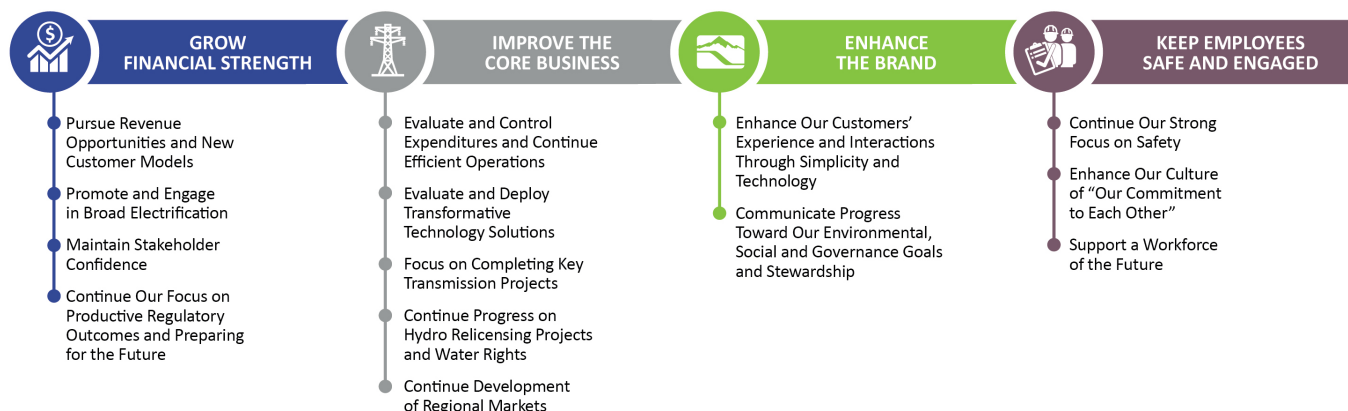 GROW
FINANCIAL STRENGTH
Pursue Revenue
Opportunities and New
Customer Models
Promote and Engage
in Broad Electrification
Maintain Stakeholder
Confidence
Continue Our Focus on
Productive Regulatory
Outcomes and Preparing
for the Future
IMPROVE THE
CORE BUSINESS
Evaluate and Control
Expenditures and Continue
Efficient Operations
Evaluate and Deploy
Transformative
Technology Solutions
Focus on Completing Key
Transmission Projects
Continue Progress on
Hydro Relicensing Projects
and Water Rights
Continue Development
of Regional Markets
ENHANCE
THE BRAND
Enhance Our Customers’
Experience and Interactions
Through Simplicity and
Technology
Communicate Progress
Toward Our Environmental,
Social and Governance Goals
and Stewardship
KEEP EMPLOYEES
SAFE AND ENGAGED
Continue Our Strong
Focus on Safety
Enhance Our Culture
of “Our Commitment
to Each Other”
Support a Workforce
of the Future
$